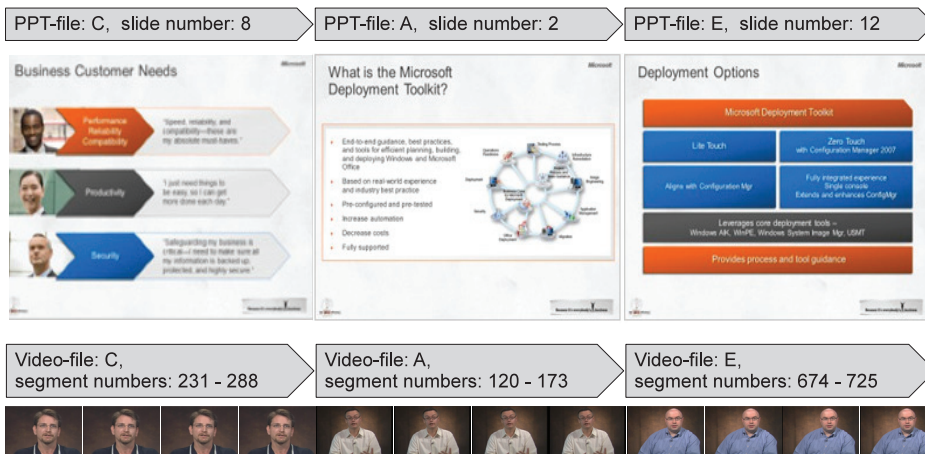 PPT-file: C, slide number: 8
PPT-file: A, slide number: 2
PPT-file: E, slide number: 12
Business Customer Needs
Microsoft
Performance
Reliability
Compatibility
"Speed, reliability, and
compatibility—these are
my absolute must-haves."
Productivity
"I just need things to
be easy, so I can get
more done each day."
Security
"Safeguarding my business is
critical—I need to make sure all
my information is backed up,
protected, and highly secure."
What is the Microsoft
Deployment Toolkit?
Microsoft
End-to-end guidance, best practices,
and tools for efficient planning, building,
and deploying Windows and Microsoft
Office
Based on real-world experience
and industry best practice
Pre-configured and pre-tested
Increase automation
Decrease costs
Fully supported
Deployment
Security
Migration
Deployment Options
Microsoft
Microsoft Deployment Toolkit
Lite Touch
Zero Touch
with Configuration Manager 2007
Aligns with Configuration Mgr
Fully integrated experience
Single console
Extends and enhances ConfigMgr
Leverages core deployment tools –
Windows AIK, WinPE, Windows System Image Mgr, USMT
Provides process and tool guidance
Video-file: C,
segment numbers: 231 - 288
Video-file: A,
segment numbers: 120 - 173
Video-file: E,
segment numbers: 674 - 725